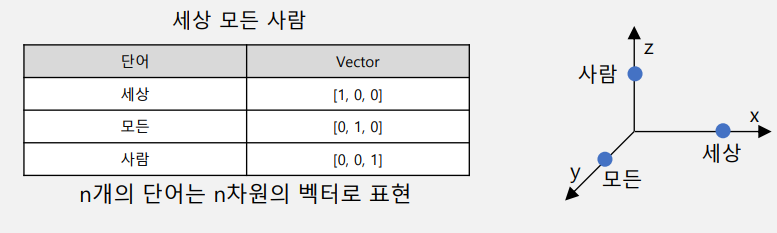 세상 모든 사람
단어 Vector
세상 [1, 0, 0]
모든 [0, 1, 0]
사람 [0, 0, 1]
n개의 단어는 n차원의 벡터로 표현
z
사람
x
세상
y
모든